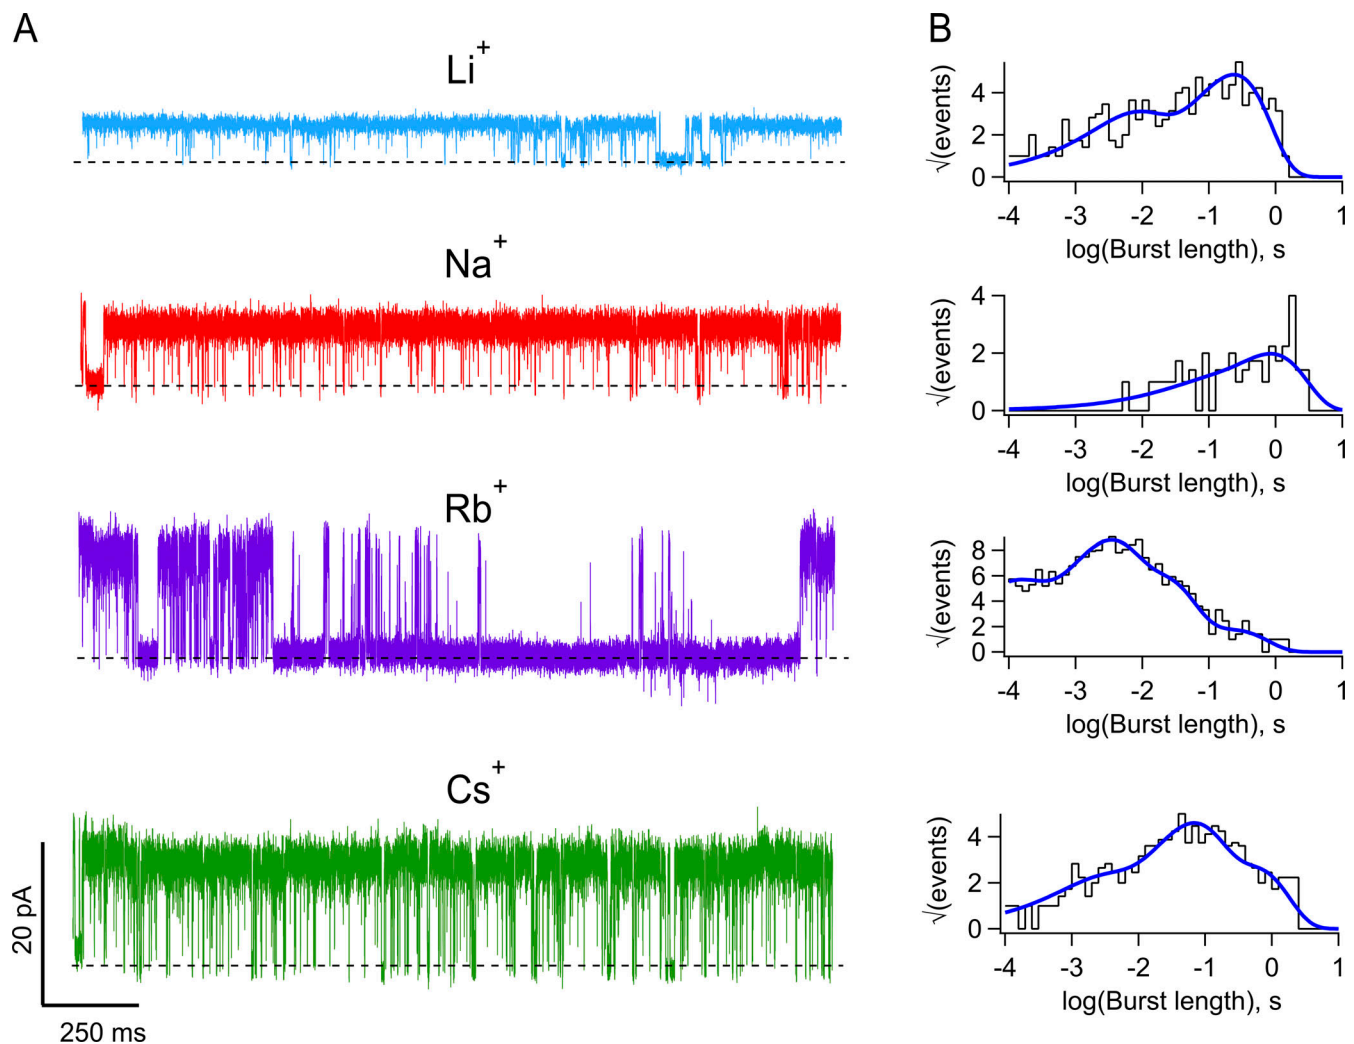 A
B
Li+
√(events)
4
2
0
-4 -3 -2 -1 0 1
log(Burst length), s
Na+
√(events)
4
2
0
-4 -3 -2 -1 0 1
log(Burst length), s
Rb+
√(events)
8
6
4
2
0
-4 -3 -2 -1 0 1
log(Burst length), s
Cs+
√(events)
4
2
0
-4 -3 -2 -1 0 1
log(Burst length), s
20 pA
250 ms